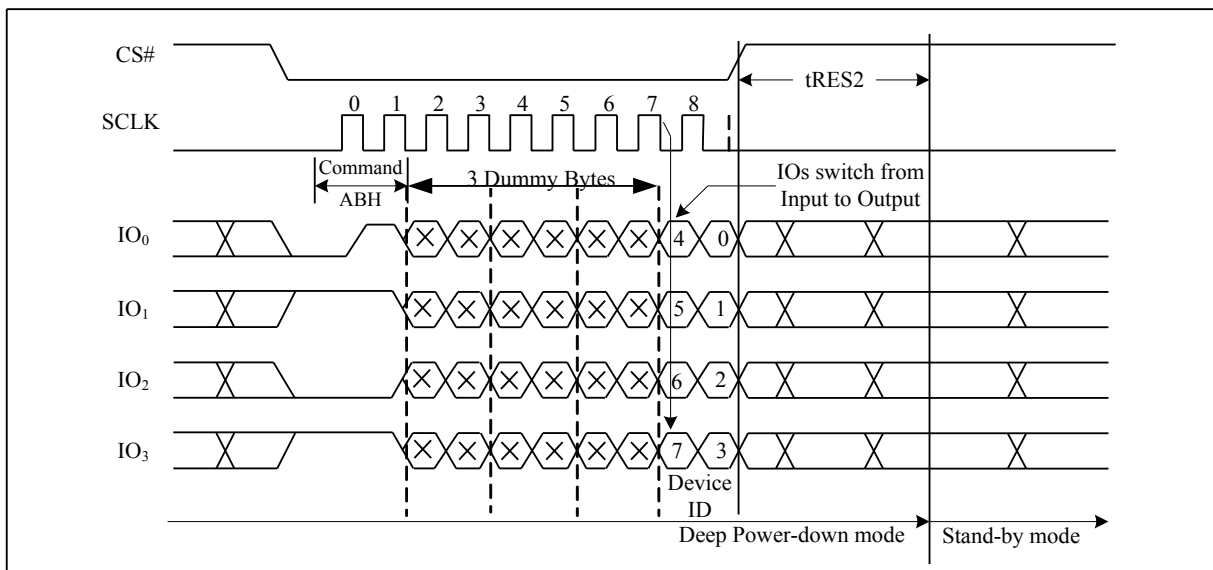 CS#
tRES2
0 1 2 3 4 5 6 7 8
SCLK
Command
ABH
3 Dummy Bytes
IOs switch from
Input to Output
IO0
4 0
IO1
5 1
IO2
6 2
IO3
7 3
Device
ID
Deep Power-down mode
Stand-by mode